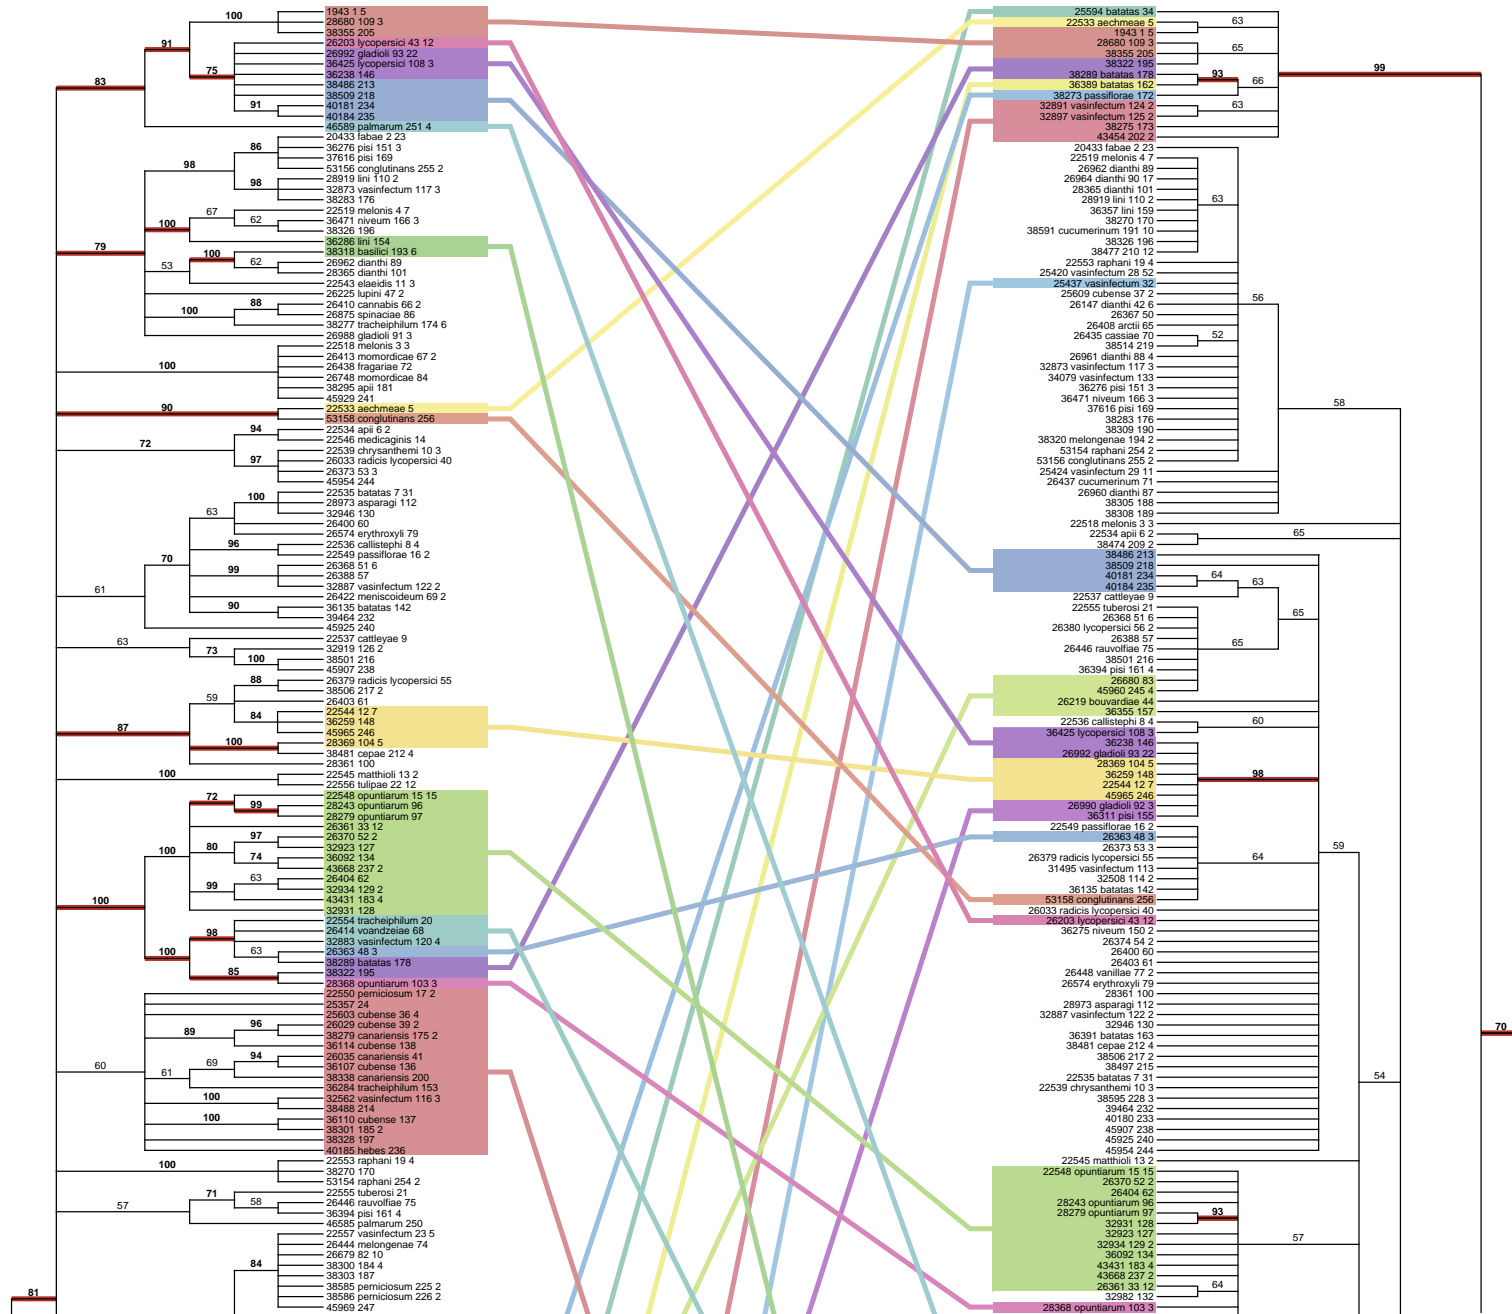 1943 1 5
28680 109 3
38355 205
26203 lycopersici 43 12
26992 gladioli 93 22
36425 lycopersici 108 3
36238 146
38486 213
38509 218
40181 234
40184 235
46589 palmarum 251 4
20433 fabae 2 23
36276 pisi 151 3
37616 pisi 169
53156 conglutinans 255 2
28919 lini 110 2
32873 vasinfectum 117 3
38283 176
22519 melonis 4 7
36471 niveum 166 3
38326 196
36286 lini 154
38318 basilici 193 6
26962 dianthi 89
28365 dianthi 101
22543 elaeidis 11 3
26225 lupini 47 2
26410 cannabis 66 2
26875 spinaciae 86
38277 tracheiphilum 174 6
26988 gladioli 91 3
22518 melonis 3 3
26413 momordicae 67 2
26438 fragariae 72
26748 momordicae 84
38295 apii 181
45929 241
22533 aechmeae 5
53158 conglutinans 256
22534 apii 6 2
22546 medicaginis 14
22539 chrysanthemi 10 3
26033 radicis lycopersici 40
26373 53 3
45954 244
22535 batatas 7 31
28973 asparagi 112
32946 130
26400 60
26574 erythroxyli 79
22536 callistephi 8 4
22549 passiflorae 16 2
26368 51 6
26388 57
32887 vasinfectum 122 2
26422 meniscoideum 69 2
36135 batatas 142
39464 232
45925 240
22537 cattleyae 9
32919 126 2
38501 216
45907 238
26379 radicis lycopersici 55
38506 217 2
26403 61
22544 12 7
36259 148
45965 246
28369 104 5
38481 cepae 212 4
28361 100
22545 matthioli 13 2
22556 tulipae 22 12
22548 opuntiarum 15 15
28243 opuntiarum 96
28279 opuntiarum 97
26361 33 12
26370 52 2
32923 127
36092 134
43668 237 2
26404 62
32934 129 2
43431 183 4
32931 128
22554 tracheiphilum 20
26414 voandzeiae 68
32883 vasinfectum 120 4
26363 48 3
38289 batatas 178
38322 195
28368 opuntiarum 103 3
22550 perniciosum 17 2
25357 24
25603 cubense 36 4
26029 cubense 39 2
38279 canariensis 175 2
36114 cubense 138
26035 canariensis 41
36107 cubense 136
38338 canariensis 200
36284 tracheiphilum 153
32562 vasinfectum 116 3
38488 214
36110 cubense 137
38301 185 2
38328 197
40185 hebes 236
22553 raphani 19 4
38270 170
53154 raphani 254 2
22555 tuberosi 21
26446 rauvolfiae 75
36394 pisi 161 4
46585 palmarum 250
22557 vasinfectum 23 5
26444 melongenae 74
26679 82 10
38300 184 4
38303 187
38585 perniciosum 225 2
38586 perniciosum 226 2
45969 247
100
91
83
75
91
86
98
98
67
62
100
79
100
53
62
88
100
100
90
94
72
97
100
63
96
70
99
61
90
63
73
100
88
59
84
87
100
100
72
99
97
100
80
74
63
99
100
98
63
100
85
96
89
94
69
61
60
100
100
100
71
58
57
84
81
25594 batatas 34
22533 aechmeae 5
1943 1 5
28680 109 3
38355 205
38322 195
38289 batatas 178
36389 batatas 162
38273 passiflorae 172
32891 vasinfectum 124 2
32897 vasinfectum 125 2
38275 173
43454 202 2
20433 fabae 2 23
22519 melonis 4 7
26962 dianthi 89
26964 dianthi 90 17
28365 dianthi 101
28919 lini 110 2
36357 lini 159
38270 170
38591 cucumerinum 191 10
38326 196
38477 210 12
22553 raphani 19 4
25420 vasinfectum 28 52
25437 vasinfectum 32
25609 cubense 37 2
26147 dianthi 42 6
26367 50
26408 arctii 65
26435 cassiae 70
38514 219
26961 dianthi 88 4
32873 vasinfectum 117 3
34079 vasinfectum 133
36276 pisi 151 3
36471 niveum 166 3
37616 pisi 169
38283 176
38309 190
38320 melongenae 194 2
53154 raphani 254 2
53156 conglutinans 255 2
25424 vasinfectum 29 11
26437 cucumerinum 71
26960 dianthi 87
38305 188
38308 189
22518 melonis 3 3
22534 apii 6 2
38474 209 2
38486 213
38509 218
40181 234
40184 235
22537 cattleyae 9
22555 tuberosi 21
26368 51 6
26380 lycopersici 56 2
26388 57
26446 rauvolfiae 75
38501 216
36394 pisi 161 4
26680 83
45960 245 4
26219 bouvardiae 44
36355 157
22536 callistephi 8 4
36425 lycopersici 108 3
36238 146
26992 gladioli 93 22
28369 104 5
36259 148
22544 12 7
45965 246
26990 gladioli 92 3
36311 pisi 155
22549 passiflorae 16 2
26363 48 3
26373 53 3
26379 radicis lycopersici 55
31495 vasinfectum 113
32508 114 2
36135 batatas 142
53158 conglutinans 256
26033 radicis lycopersici 40
26203 lycopersici 43 12
36275 niveum 150 2
26374 54 2
26400 60
26403 61
26448 vanillae 77 2
26574 erythroxyli 79
28361 100
28973 asparagi 112
32887 vasinfectum 122 2
32946 130
36391 batatas 163
38481 cepae 212 4
38506 217 2
38497 215
22535 batatas 7 31
22539 chrysanthemi 10 3
38595 228 3
39464 232
40180 233
45907 238
45925 240
45954 244
22545 matthioli 13 2
22548 opuntiarum 15 15
26370 52 2
26404 62
28243 opuntiarum 96
28279 opuntiarum 97
32931 128
32923 127
32934 129 2
36092 134
43431 183 4
43668 237 2
26361 33 12
32982 132
28368 opuntiarum 103 3
63
65
99
93
66
63
63
56
52
58
65
64
63
65
65
60
98
59
64
70
54
93
57
64